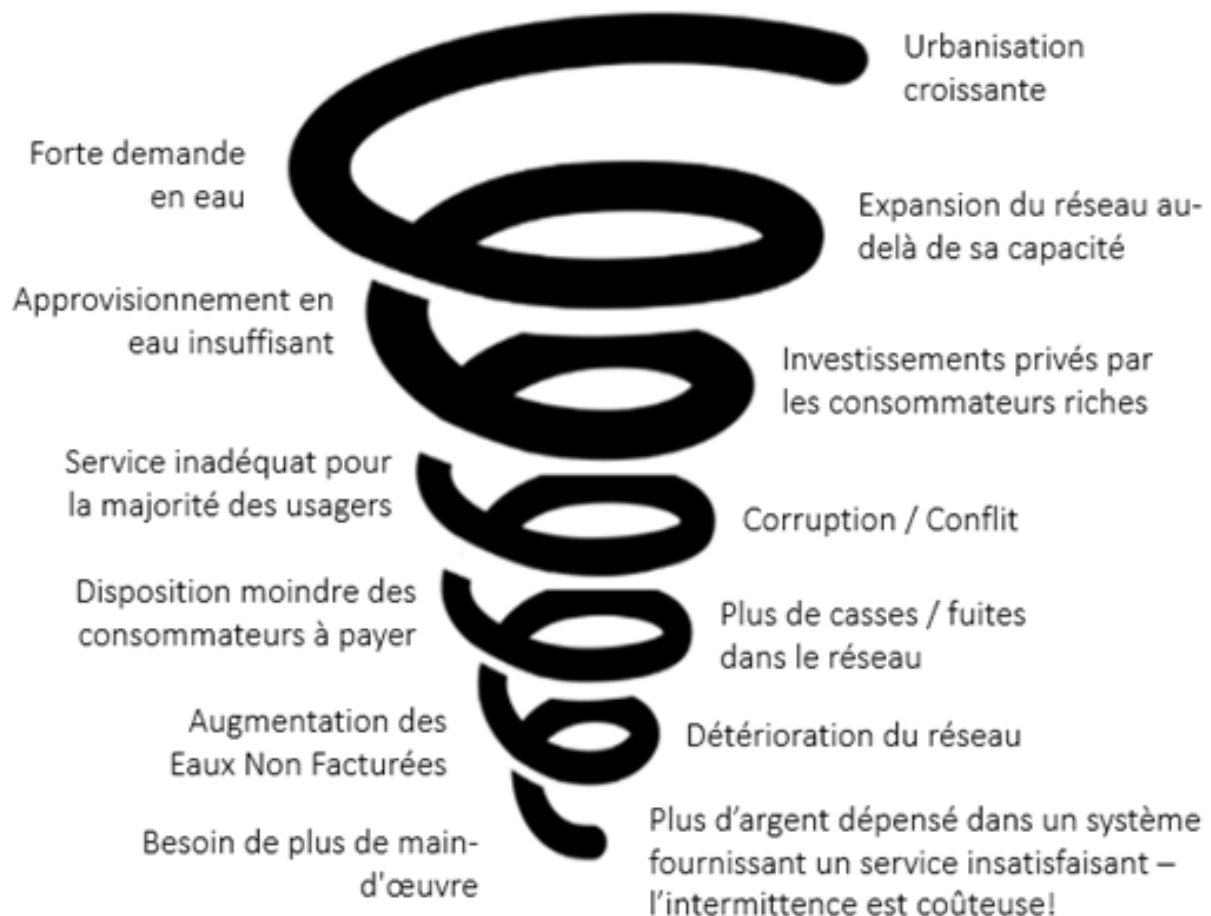 Urbanisation
croissante
Forte demande
en eau
Expansion du réseau au-
delà de sa capacité
Approvisionnement en
eau insuffisant
Investissements privés par
les consommateurs riches
Service inadéquat pour
la majorité des usagers
Corruption / Conflit
Disposition moindre des
consommateurs à payer
Plus de casses / fuites
dans le réseau
Augmentation des
Eaux Non Facturées
Détérioration du réseau
Besoin de plus de main-
d'œuvre
Plus d’argent dépensé dans un système
fournissant un service insatisfaisant –
l’intermittence est coûteuse!